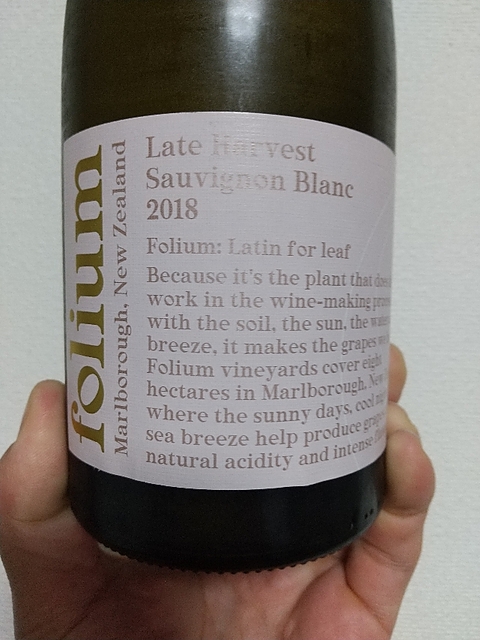 folium
Marlborough, New Zealand
Late Harvest
Sauvignon Blanc
2018
Folium: Latin for leaf
Because it's the plant that
work in the wine-making
with the soil, the sun, the
breeze, it makes the grapes
Folium vineyards cover eight
hectares in Marlborough, New
where the sunny days, cool
sea breeze help produce
natural acidity and intense